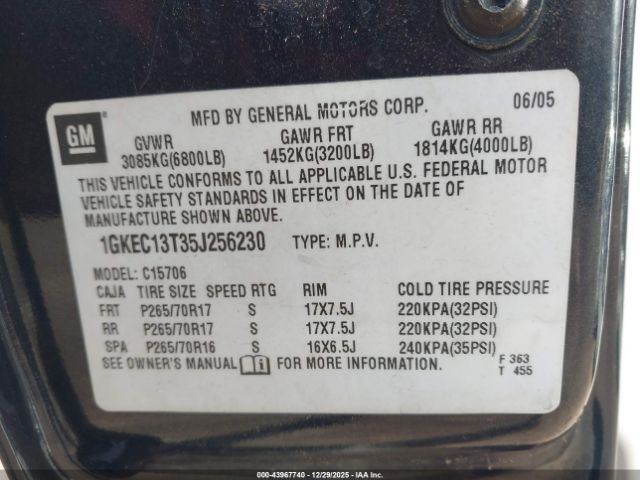 MFD BY GENERAL MOTORS CORP. 06/05
GM
GVWR GAWR FRT GAWR RR
3085KG(6800LB) 1452KG(3200LB) 1814KG(4000LB)
THIS VEHICLE CONFORMS TO ALL APPLICABLE U.S. FEDERAL MOTOR
VEHICLE SAFETY STANDARDS IN EFFECT ON THE DATE OF
MANUFACTURE SHOWN ABOVE.
1GKEC13T35J256230 TYPE: M.P.V.
MODEL: C15706
CAJA TIRE SIZE SPEED RTG RIM COLD TIRE PRESSURE
FRT P265/70R17 S 17X7.5J 220KPA(32PSI)
RR P265/70R17 S 17X7.5J 220KPA(32PSI)
SPA P265/70R16 S 16X6.5J 240KPA(35PSI)
SEE OWNER'S MANUAL FOR MORE INFORMATION.
F 363
T 455
000-43967740 - 12/29/2025 - IAAI.com